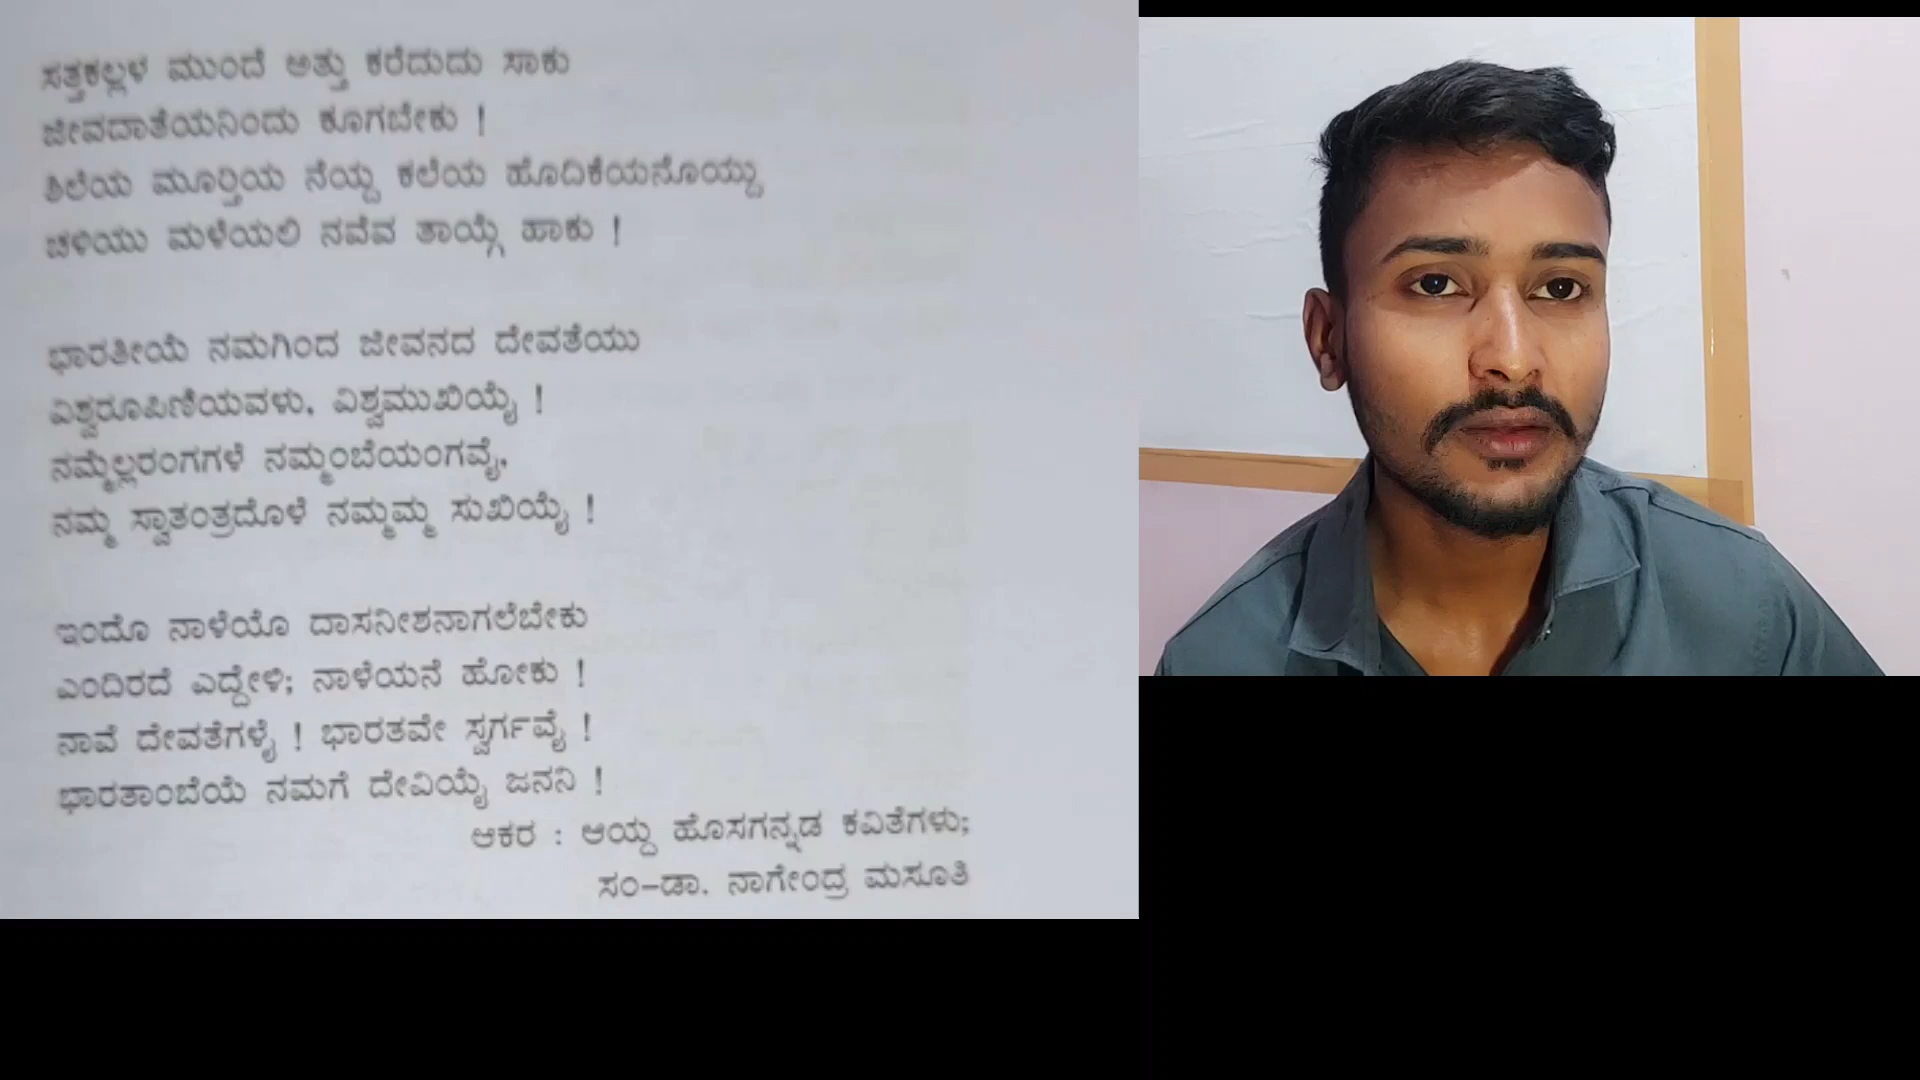 ಸತ್ತಕಲ್ಲಳ ಮುಂದೆ ಅತ್ತು ಕರೆದುದು ಸಾಕು
ಜೀವದಾತೆಯನಿಂದು ಕೂಗಬೇಕು !
ಶಿಲೆಯ ಮೂರ್‍ತಿಯ ನೆಯ್ದ ಕಲೆಯ ಹೊದಿಕೆಯನೊಯ್ದು
ಚಳಿಯು ಮಳೆಯಲಿ ನವೆವ ತಾಯ್ಗೆ ಹಾಕು !
ಭಾರತೀಯೆ ನಮಗಿಂದ ಜೀವನದ ದೇವತೆಯು
ವಿಶ್ವರೂಪಿಣಿಯವಳು, ವಿಶ್ವಮುಖಿಯೈ !
ನಮ್ಮೆಲ್ಲರಂಗಗಳೆ ನಮ್ಮಂಬೆಯಂಗವೈ,
ನಮ್ಮ ಸ್ವಾತಂತ್ರದೊಳೆ ನಮ್ಮಮ್ಮ ಸುಖಿಯೈ !
ಇಂದೊ ನಾಳೆಯೊ ದಾಸನೀಶನಾಗಲೆಬೇಕು
ಎಂದಿರದೆ ಎದ್ದೇಳಿ; ನಾಳೆಯನೆ ಹೋಕು !
ನಾವೆ ದೇವತೆಗಳೈ ! ಭಾರತವೇ ಸ್ವರ್ಗವೈ !
ಭಾರತಾಂಬೆಯೆ ನಮಗೆ ದೇವಿಯೈ ಜನನಿ !
ಆಕರ : ಆಯ್ದ ಹೊಸಗನ್ನಡ ಕವಿತೆಗಳು;
ಸಂ-ಡಾ. ನಾಗೇಂದ್ರ ಮಸೂತಿ